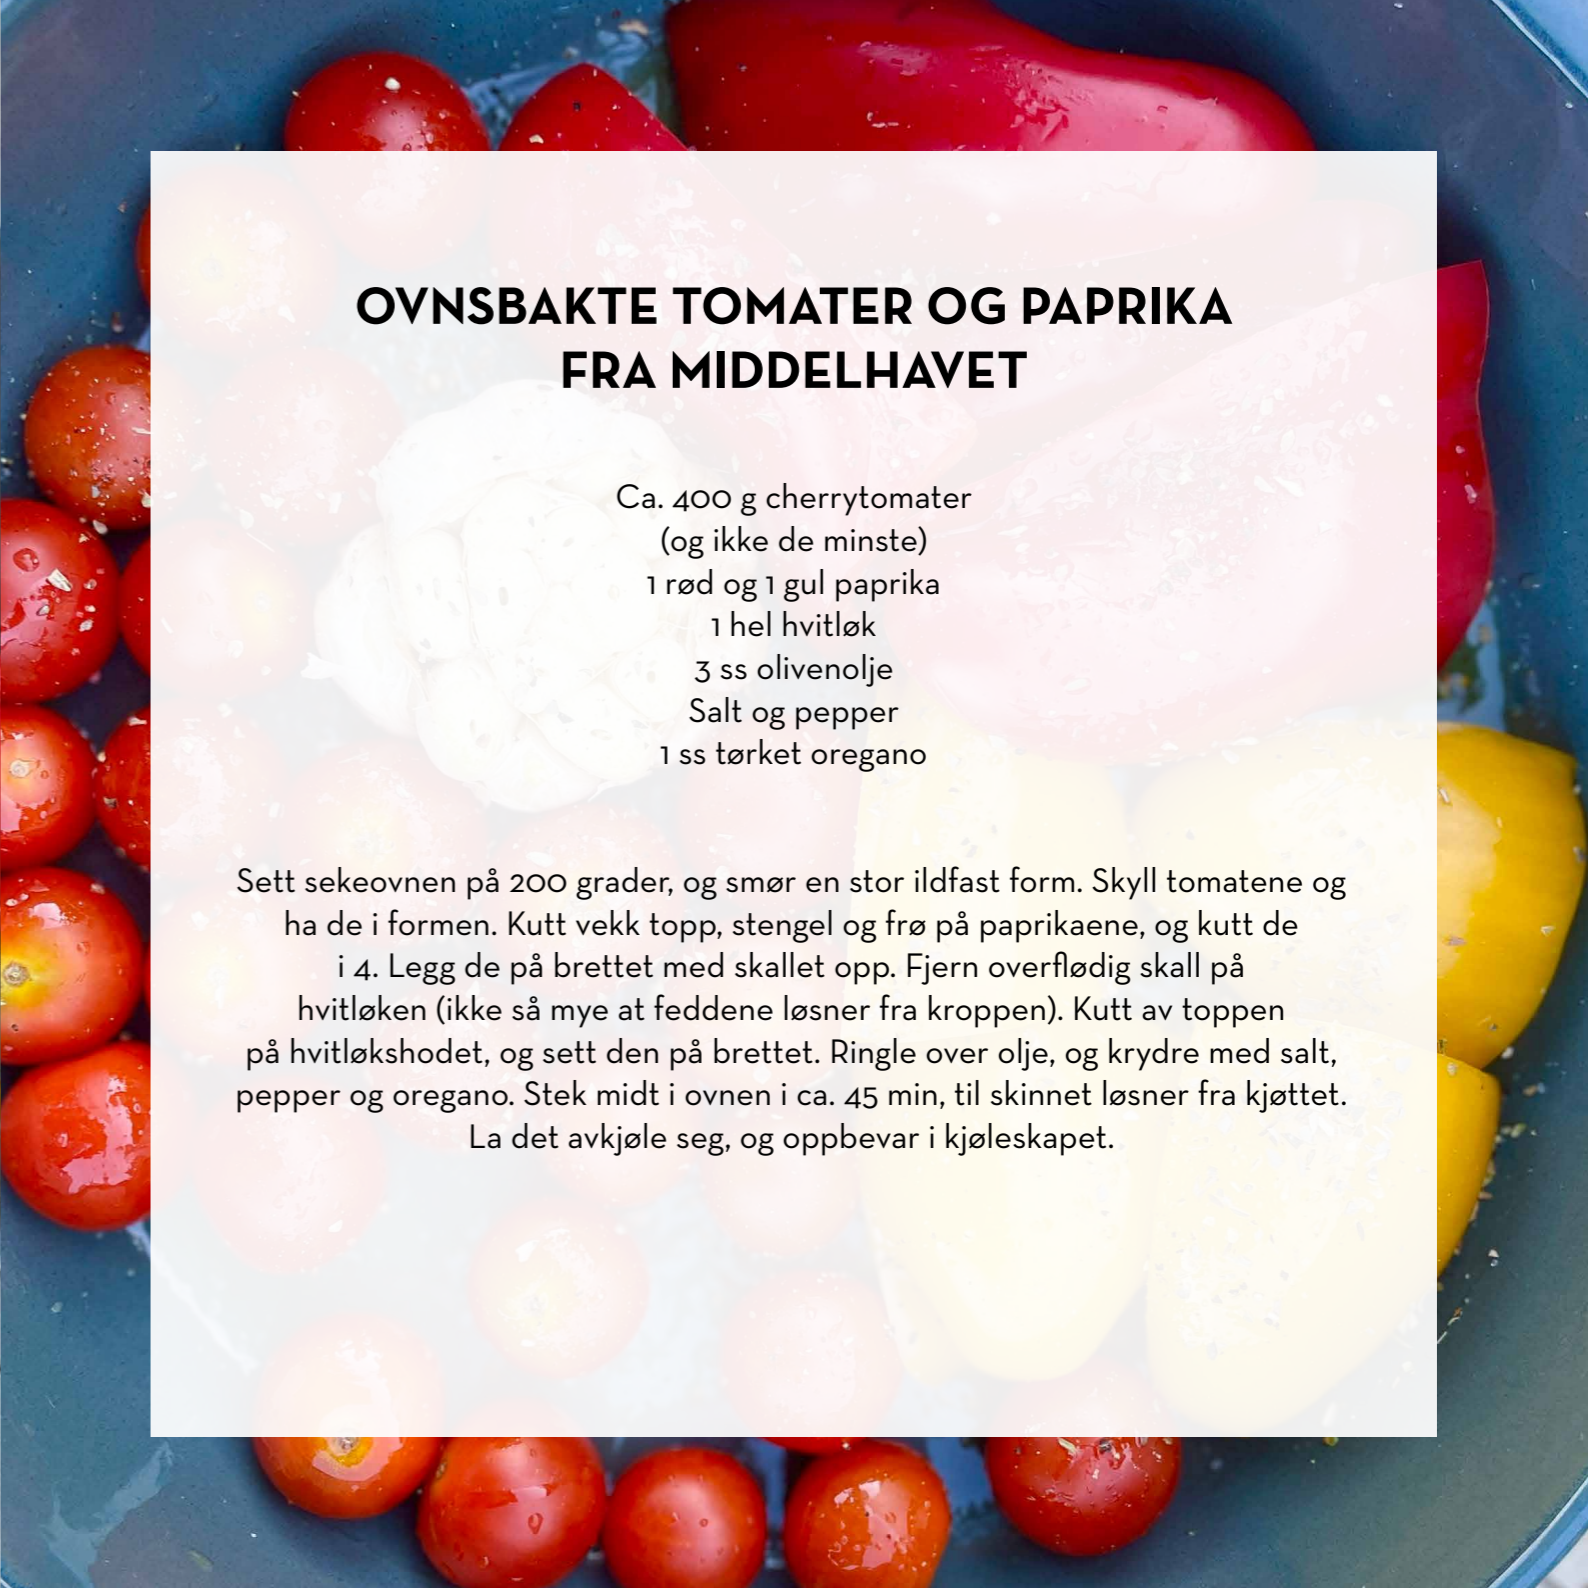 OVNSBAKTE TOMATER OG PAPRIKA
FRA MIDDELHAVET
Ca. 400 g cherrytomater
(og ikke de minste)
1 rød og 1 gul paprika
1 hel hvitløk
3 ss olivenolje
Salt og pepper
1 ss tørket oregano
Sett sekeovnen på 200 grader, og smør en stor ildfast form. Skyll tomatene og
ha de i formen. Kutt vekk topp, stengel og frø på paprikaene, og kutt de
i 4. Legg de på brettet med skallet opp. Fjern overflødig skall på
hvitløken (ikke så mye at feddene løsner fra kroppen). Kutt av toppen
på hvitløkshodet, og sett den på brettet. Ringle over olje, og krydre med salt,
pepper og oregano. Stek midt i ovnen i ca. 45 min, til skinnet løsner fra kjøttet.
La det avkjøle seg, og oppbevar i kjøleskapet.